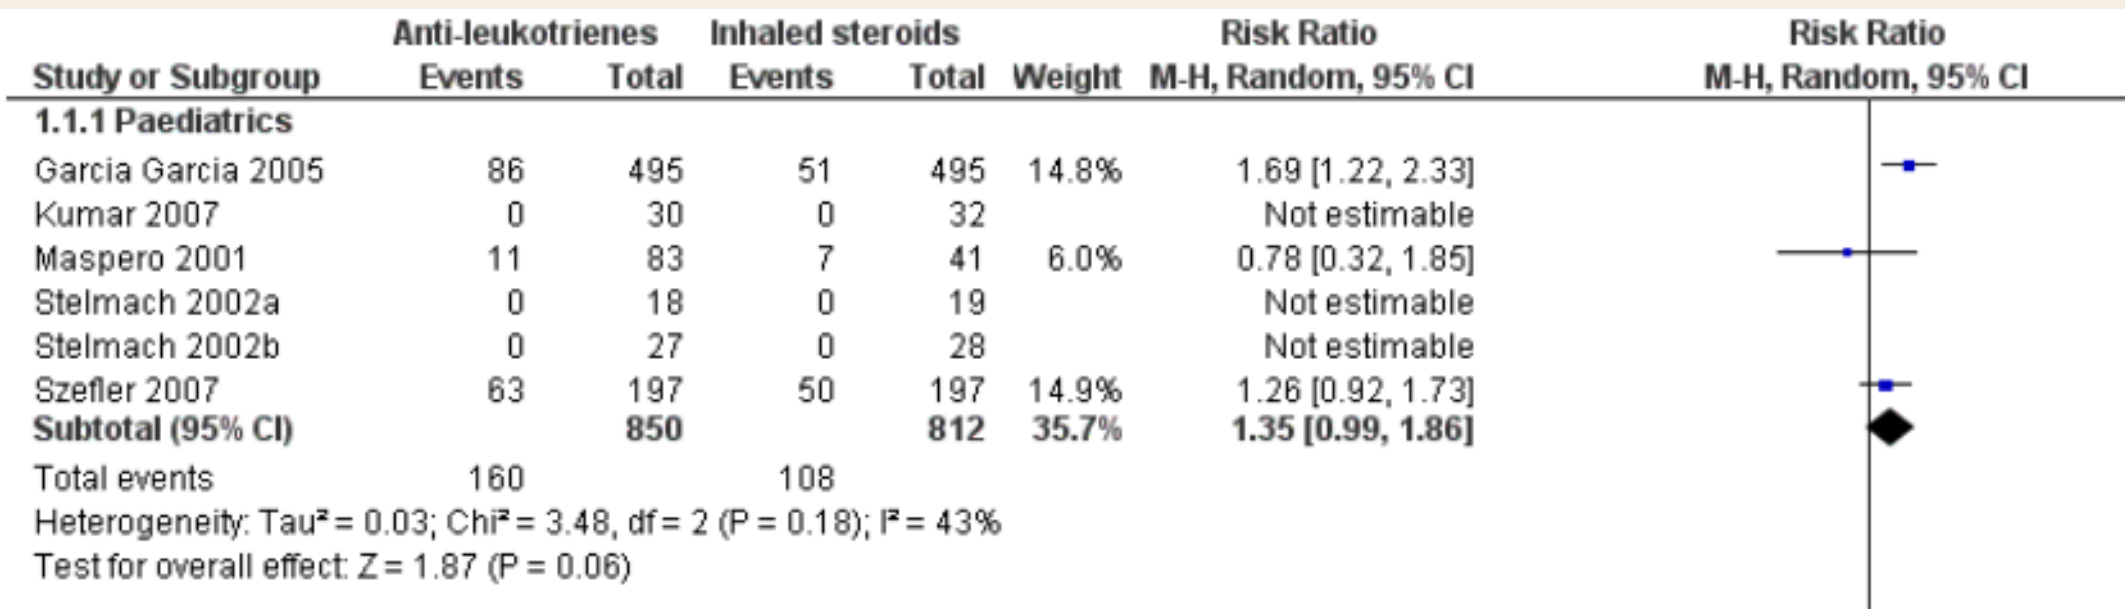 Anti-leukotrienes Inhaled steroids Risk Ratio Risk Ratio
Study or Subgroup Events Total Events Total Weight M-H, Random, 95% CI M-H, Random, 95% CI
1.1.1 Paediatrics
Garcia Garcia 2005 86 495 51 495 14.8% 1.69 [1.22, 2.33]
Kumar 2007 0 30 0 32 Not estimable
Maspero 2001 11 83 7 41 6.0% 0.78 [0.32, 1.85]
Stelmach 2002a 0 18 0 19 Not estimable
Stelmach 2002b 0 27 0 28 Not estimable
Szefler 2007 63 197 50 197 14.9% 1.26 [0.92, 1.73]
Subtotal (95% CI) 850 812 35.7% 1.35 [0.99, 1.86]
Total events 160 108
Heterogeneity: Tau² = 0.03; Chi² = 3.48, df = 2 (P = 0.18); I² = 43%
Test for overall effect: Z = 1.87 (P = 0.06)